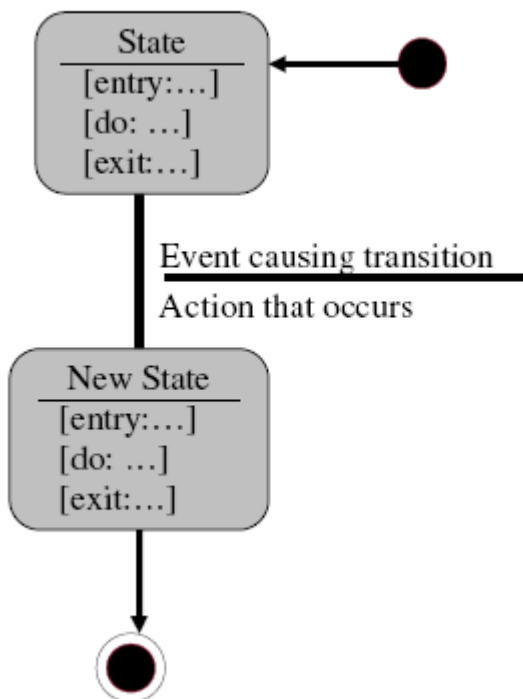 State
[entry:…]
[do: …]
[exit:…]
Event causing transition
Action that occurs
New State
[entry:…]
[do: …]
[exit:…]